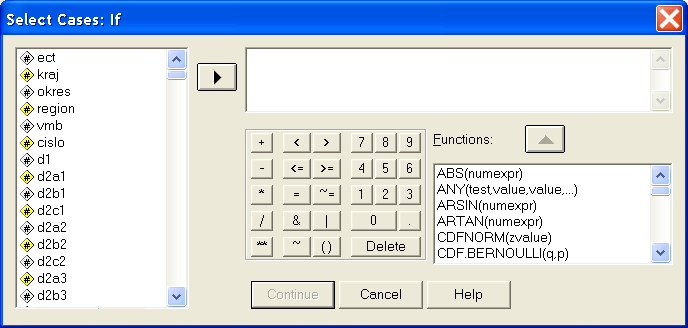 Select Cases: If
ect
kraj
okres
region
vmb
cislo
d1
d2a1
d2b1
d2c1
d2a2
d2b2
d2c2
d2a3
d2b3
+ < > 7 8 9
- <= >= 4 5 6
* = ~= 1 2 3
/ & | 0 .
** ~ () Delete
Functions:
ABS(numexpr)
ANY(test,value,value,...)
ARSIN(numexpr)
ARTAN(numexpr)
CDFNORM(zvalue)
CDF.BERNOULLI(q,p)
Continue Cancel Help